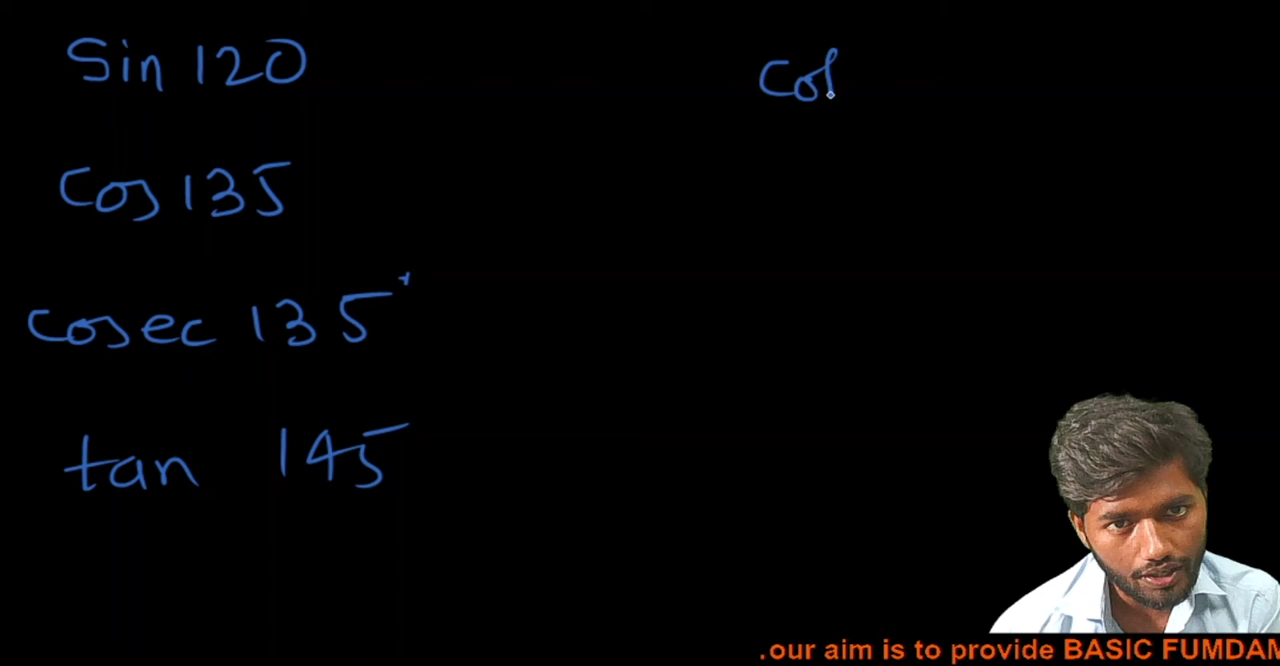 Sin 120
Cos 135
Cosec 135°
tan 145
.our aim is to provide BASIC FUMDAM